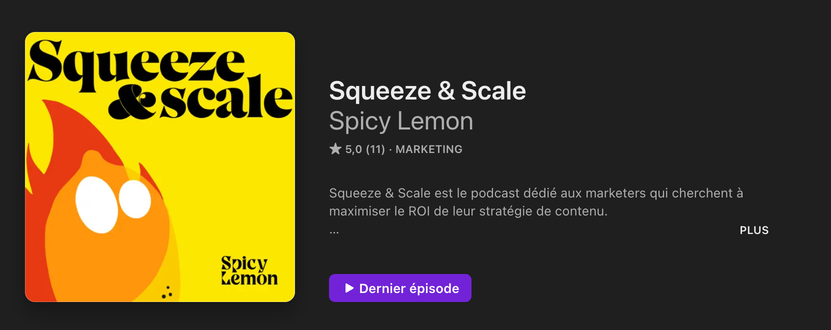 Squeeze
&scale
Spicy
Lemon
Squeeze & Scale
Spicy Lemon
★ 5,0 (11) · MARKETING
Squeeze & Scale est le podcast dédié aux marketers qui cherchent à
maximiser le ROI de leur stratégie de contenu.
...
PLUS
▶ Dernier épisode